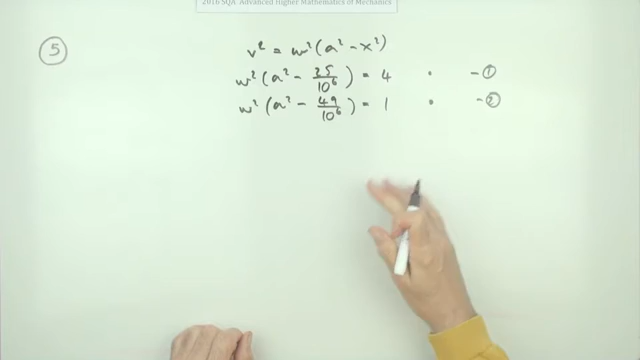 2016 SQA: Advanced Higher Mathematics of Mechanics
5
v² = w²(a² - x²)
w²(a² - 25/10⁶) = 4 · - ①
w²(a² - 49/10⁶) = 1 · - ②